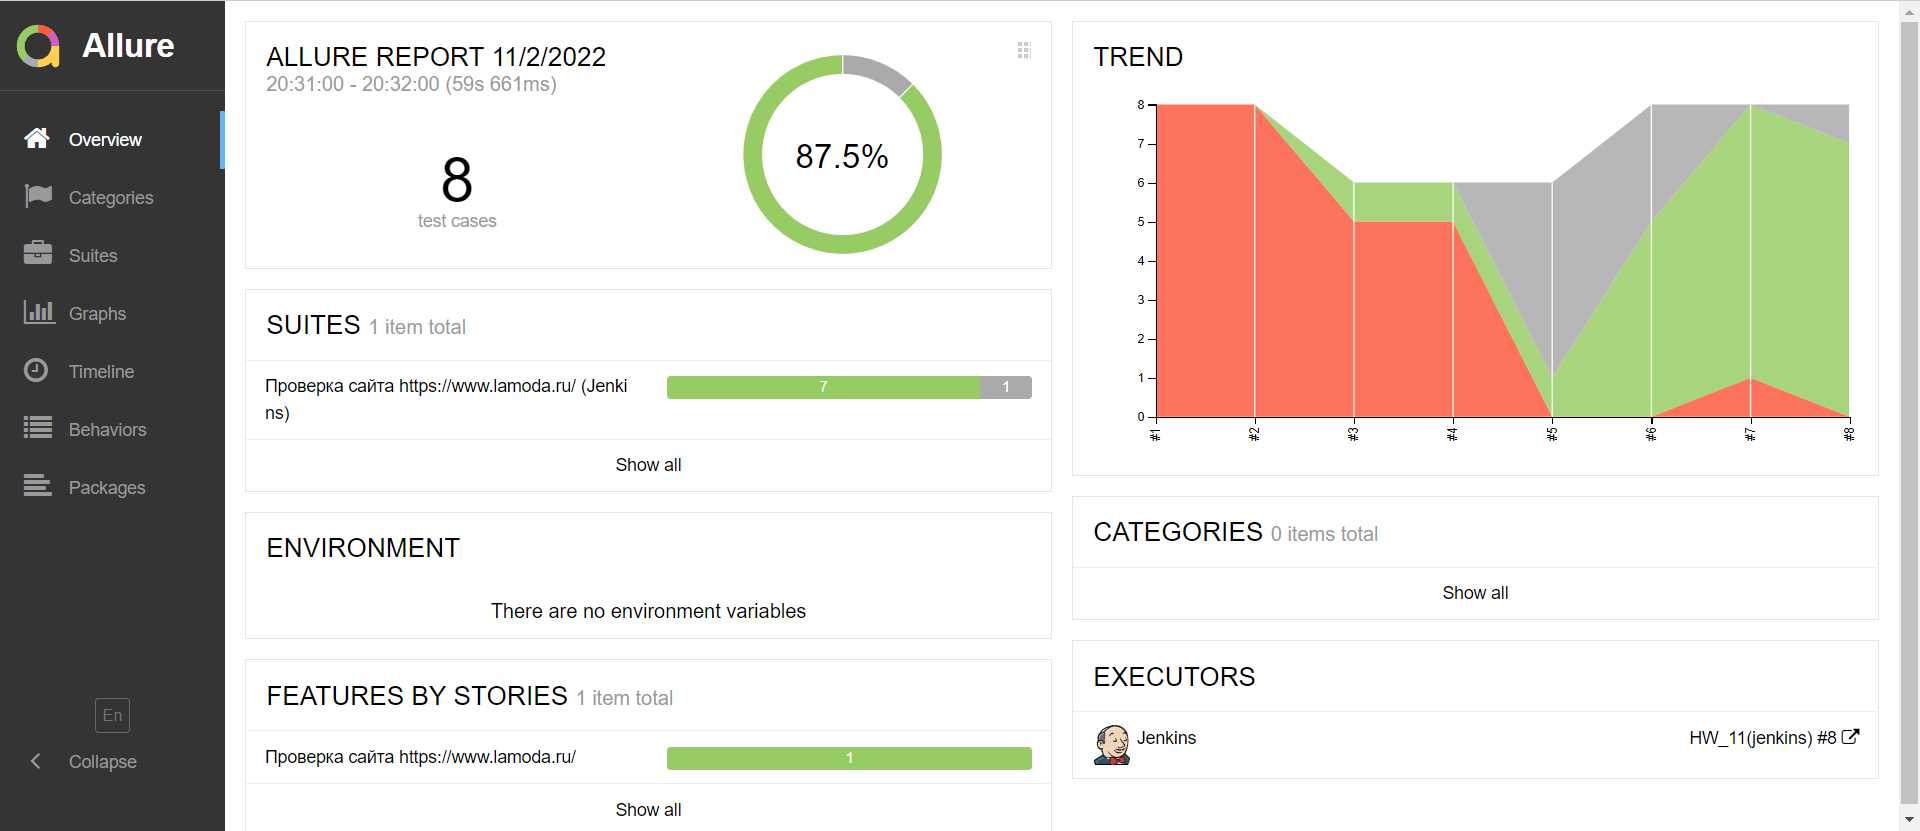 Allure
Overview
Categories
Suites
Graphs
Timeline
Behaviors
Packages
En
Collapse
ALLURE REPORT 11/2/2022
20:31:00 - 20:32:00 (59s 661ms)
8
test cases
87.5%
SUITES 1 item total
Проверка сайта https://www.lamoda.ru/ (Jenki
ns)
7 1
Show all
ENVIRONMENT
There are no environment variables
FEATURES BY STORIES 1 item total
Проверка сайта https://www.lamoda.ru/
1
Show all
TREND
8
7
6
5
4
3
2
1
0
#1 #2 #3 #4 #5 #6 #7 #8
CATEGORIES 0 items total
Show all
EXECUTORS
Jenkins HW_11(jenkins) #8